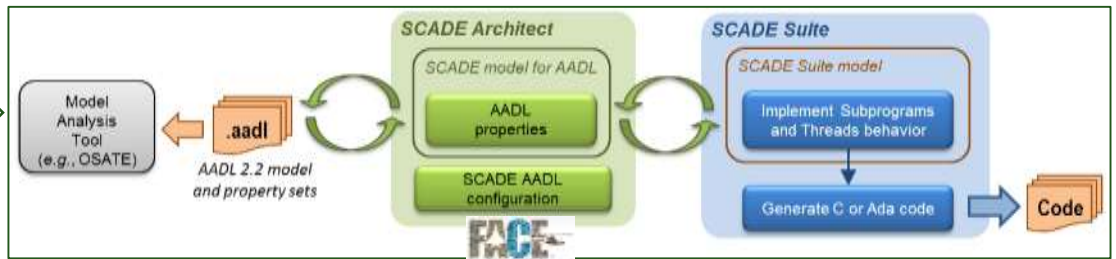 Model
Analysis
Tool
(e.g., OSATE)
.aadl
AADL 2.2 model
and property sets
SCADE Architect
SCADE model for AADL
AADL
properties
SCADE AADL
configuration
FACE
SCADE Suite
SCADE Suite model
Implement Subprograms
and Threads behavior
Generate C or Ada code
Code